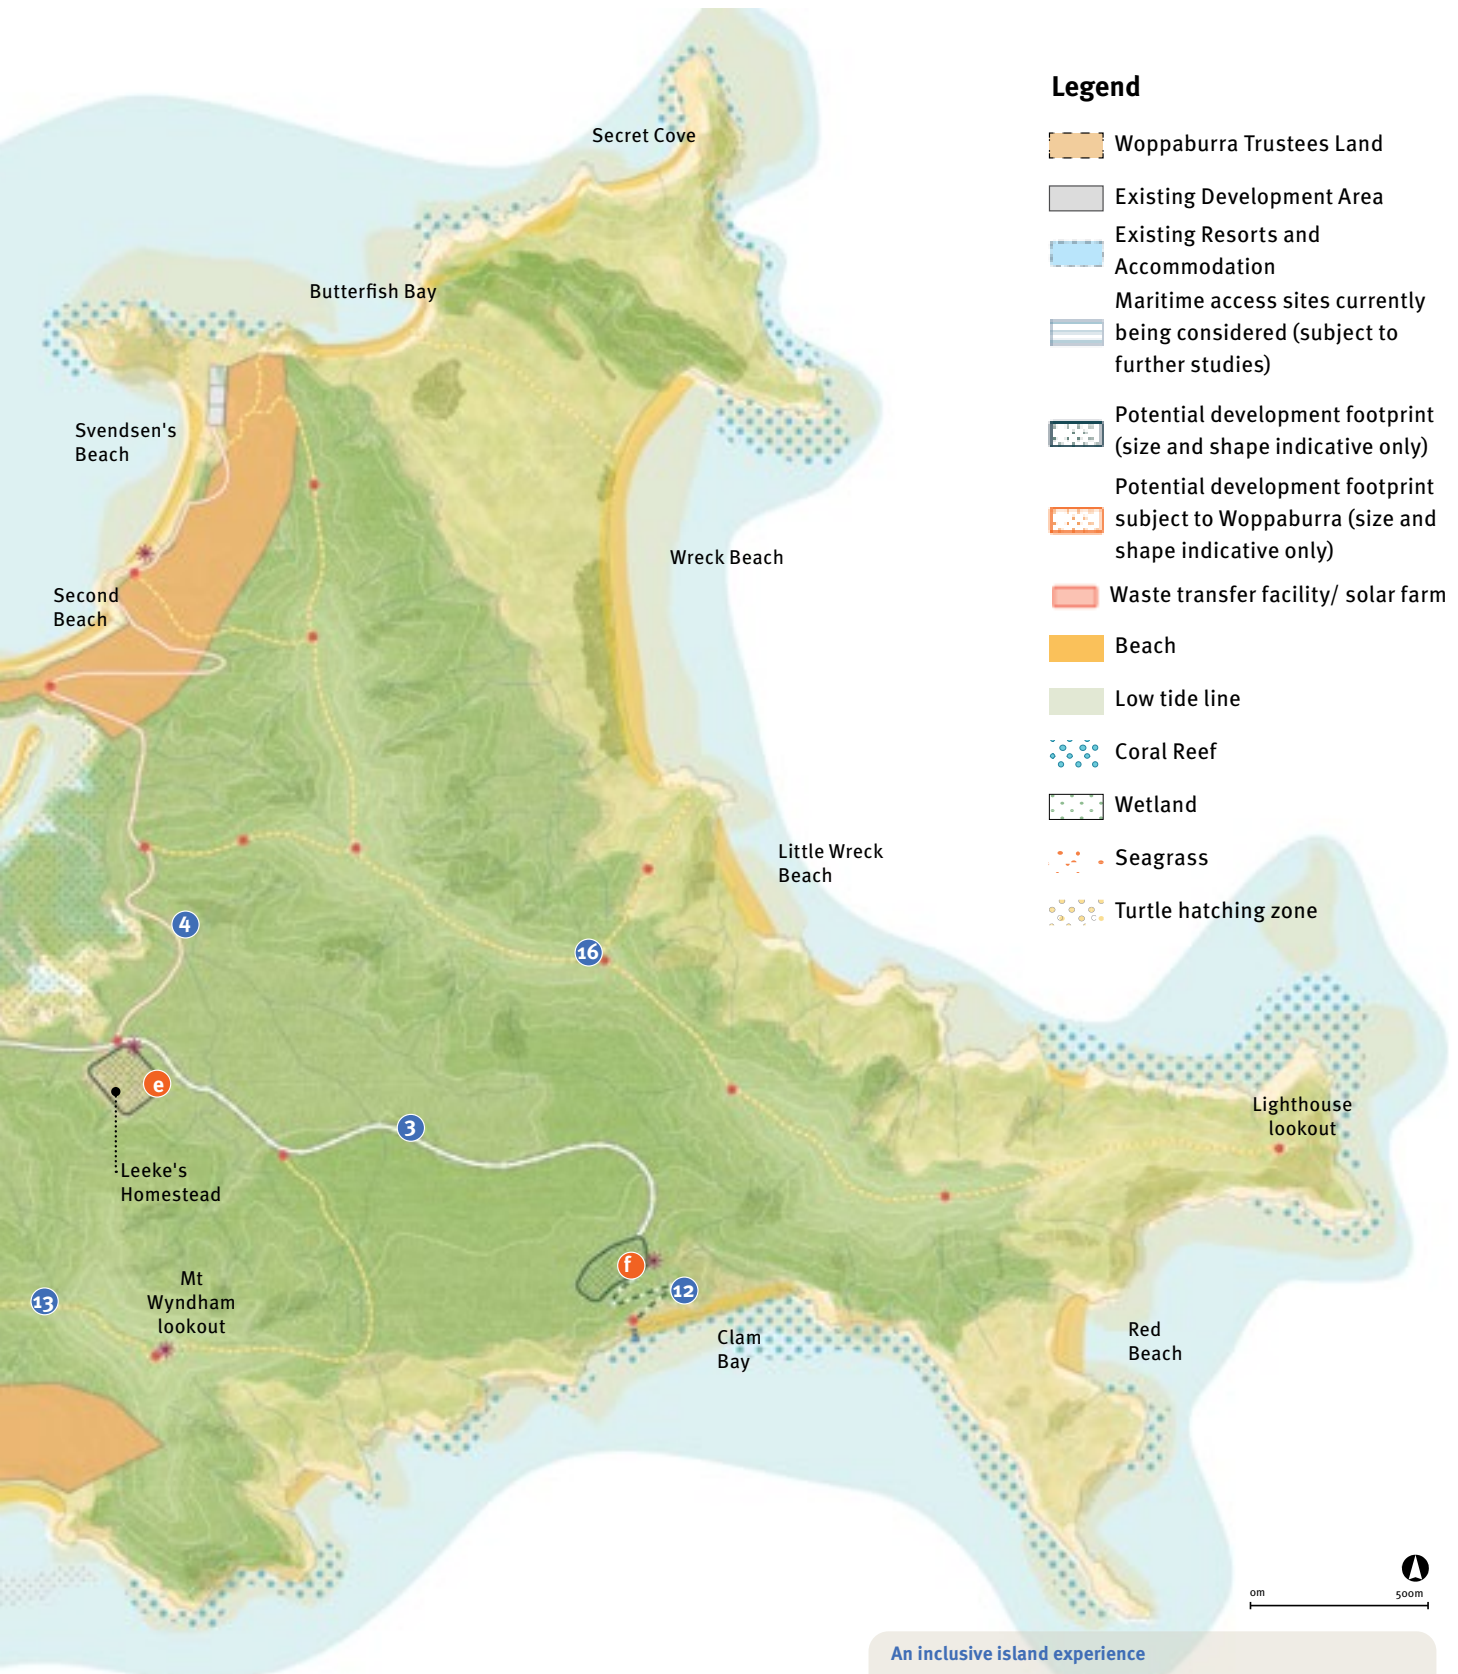 Legend
Woppaburra Trustees Land
Existing Development Area
Existing Resorts and
Accommodation
Maritime access sites currently
being considered (subject to
further studies)
Potential development footprint
(size and shape indicative only)
Potential development footprint
subject to Woppaburra (size and
shape indicative only)
Waste transfer facility/ solar farm
Beach
Low tide line
Coral Reef
Wetland
Seagrass
Turtle hatching zone
Secret Cove
Butterfish Bay
Svendsen's
Beach
Second
Beach
Wreck Beach
Little Wreck
Beach
4
16
e
3
Lighthouse
lookout
Leeke's
Homestead
f
12
13
Mt
Wyndham
lookout
Clam
Bay
Red
Beach
0m 500m
An inclusive island experience